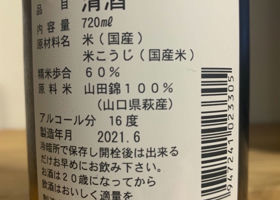 品 目 清酒
内 容 量 720㎖
原材料名 米（国産）
米こうじ（国産米）
精米歩合 60％
原 料 米 山田錦100％
（山口県萩産）
アルコール分 16度
製造年月 2021.6
冷暗所で保存し開栓後は出来る
だけお早めにお飲み下さい。
お酒は20歳になってから
飲酒はおいしく適量を
947241023305